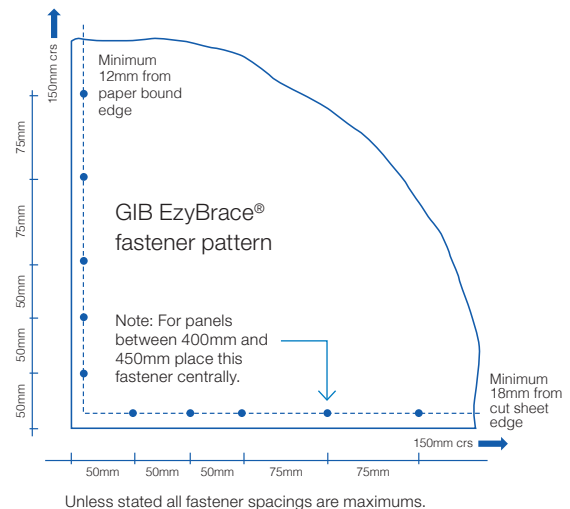 150mm crs
Minimum
12mm from
paper bound
edge
75mm
75mm
50mm
50mm
50mm
GIB EzyBrace®
fastener pattern
Note: For panels
between 400mm and
450mm place this
fastener centrally.
Minimum
18mm from
cut sheet
edge
150mm crs
50mm
50mm
50mm
75mm
75mm
Unless stated all fastener spacings are maximums.